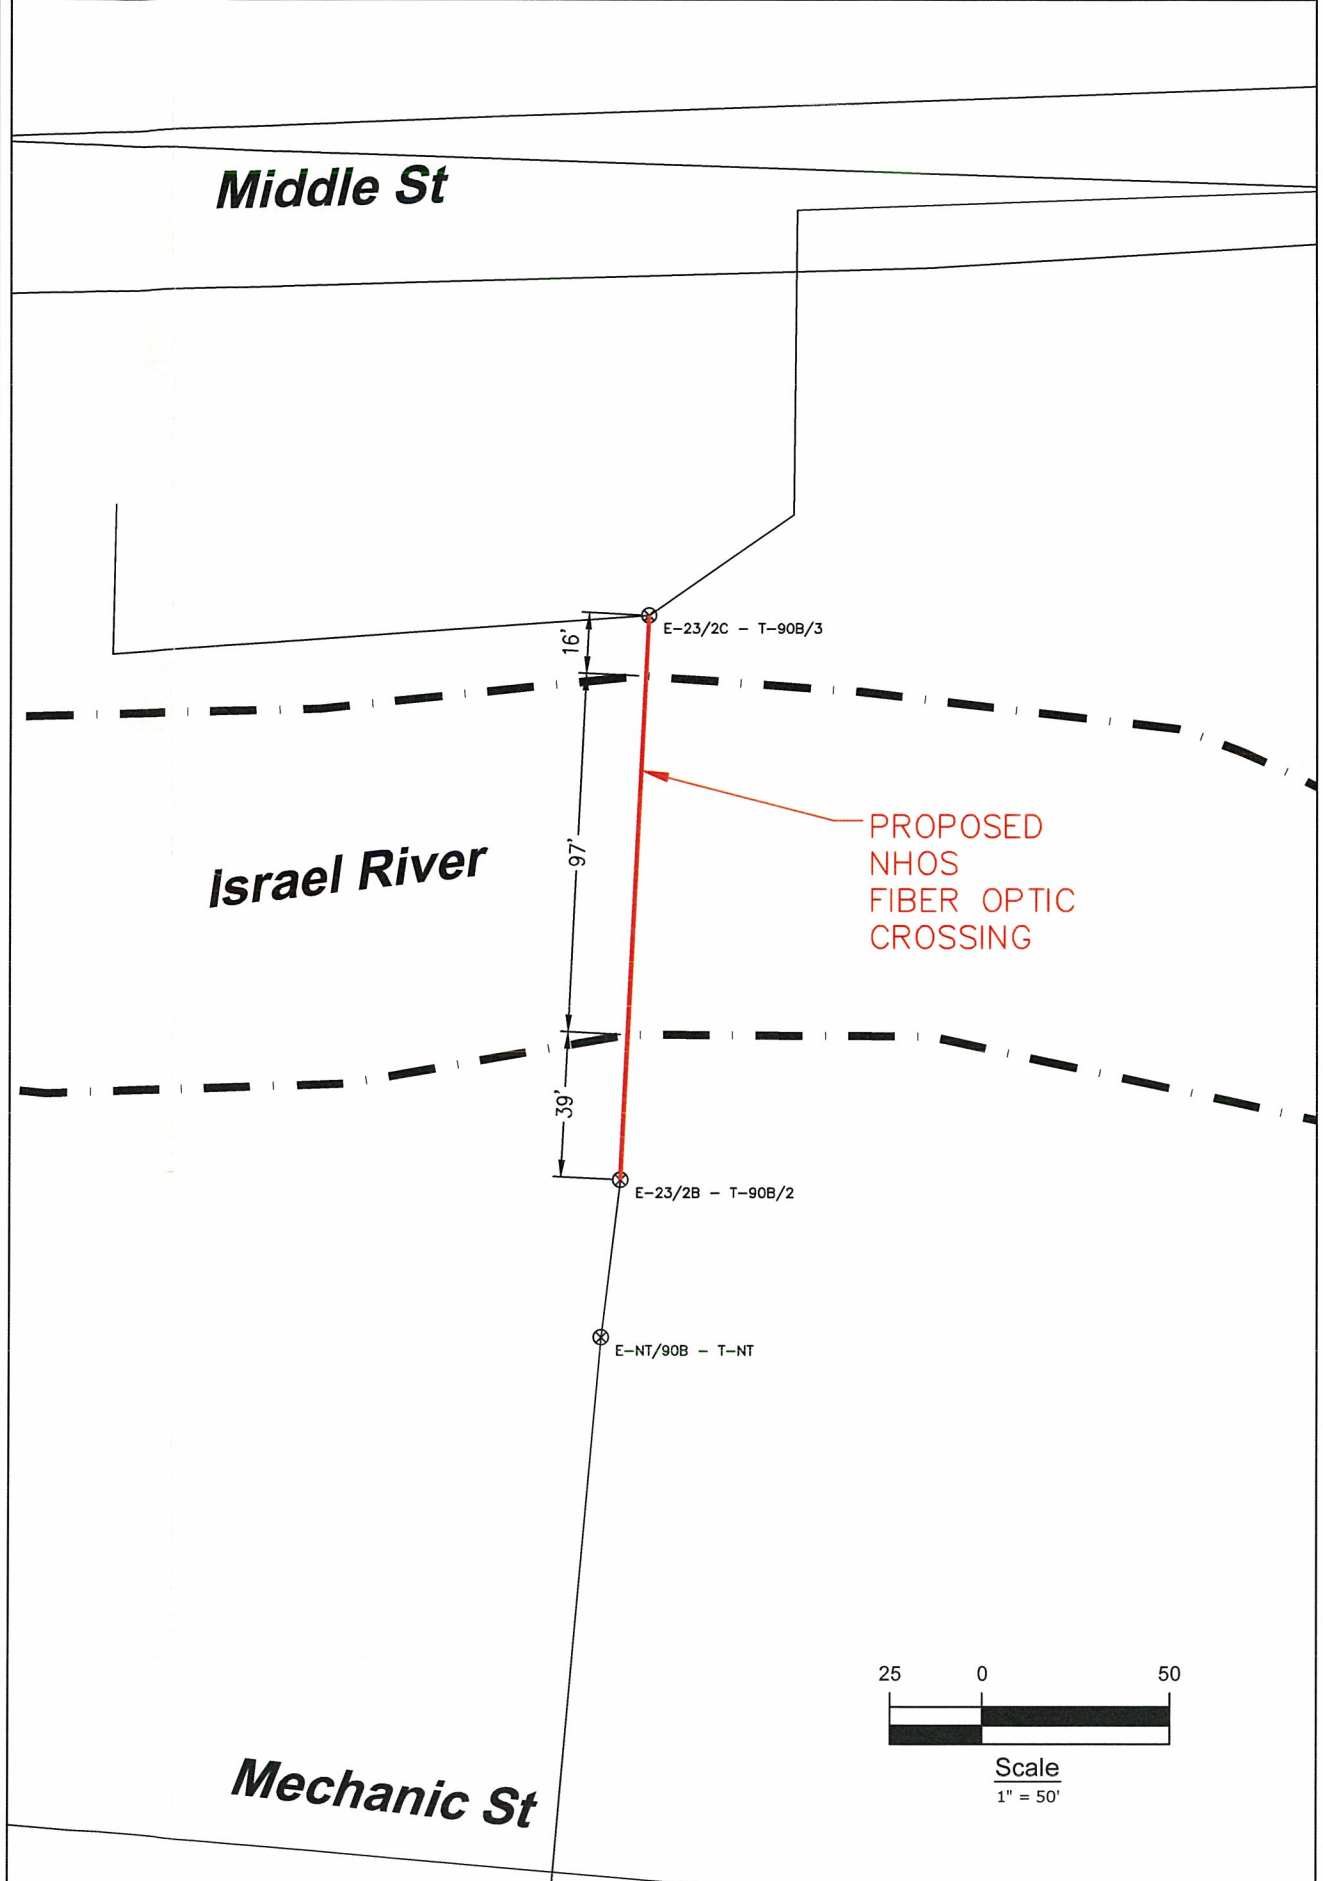 Middle St
E-23/2C - T-90B/3
16'
97'
Israel River
PROPOSED
NHOS
FIBER OPTIC
CROSSING
39'
E-23/2B - T-90B/2
E-NT/90B - T-NT
25 0 50
Scale
1" = 50'
Mechanic St